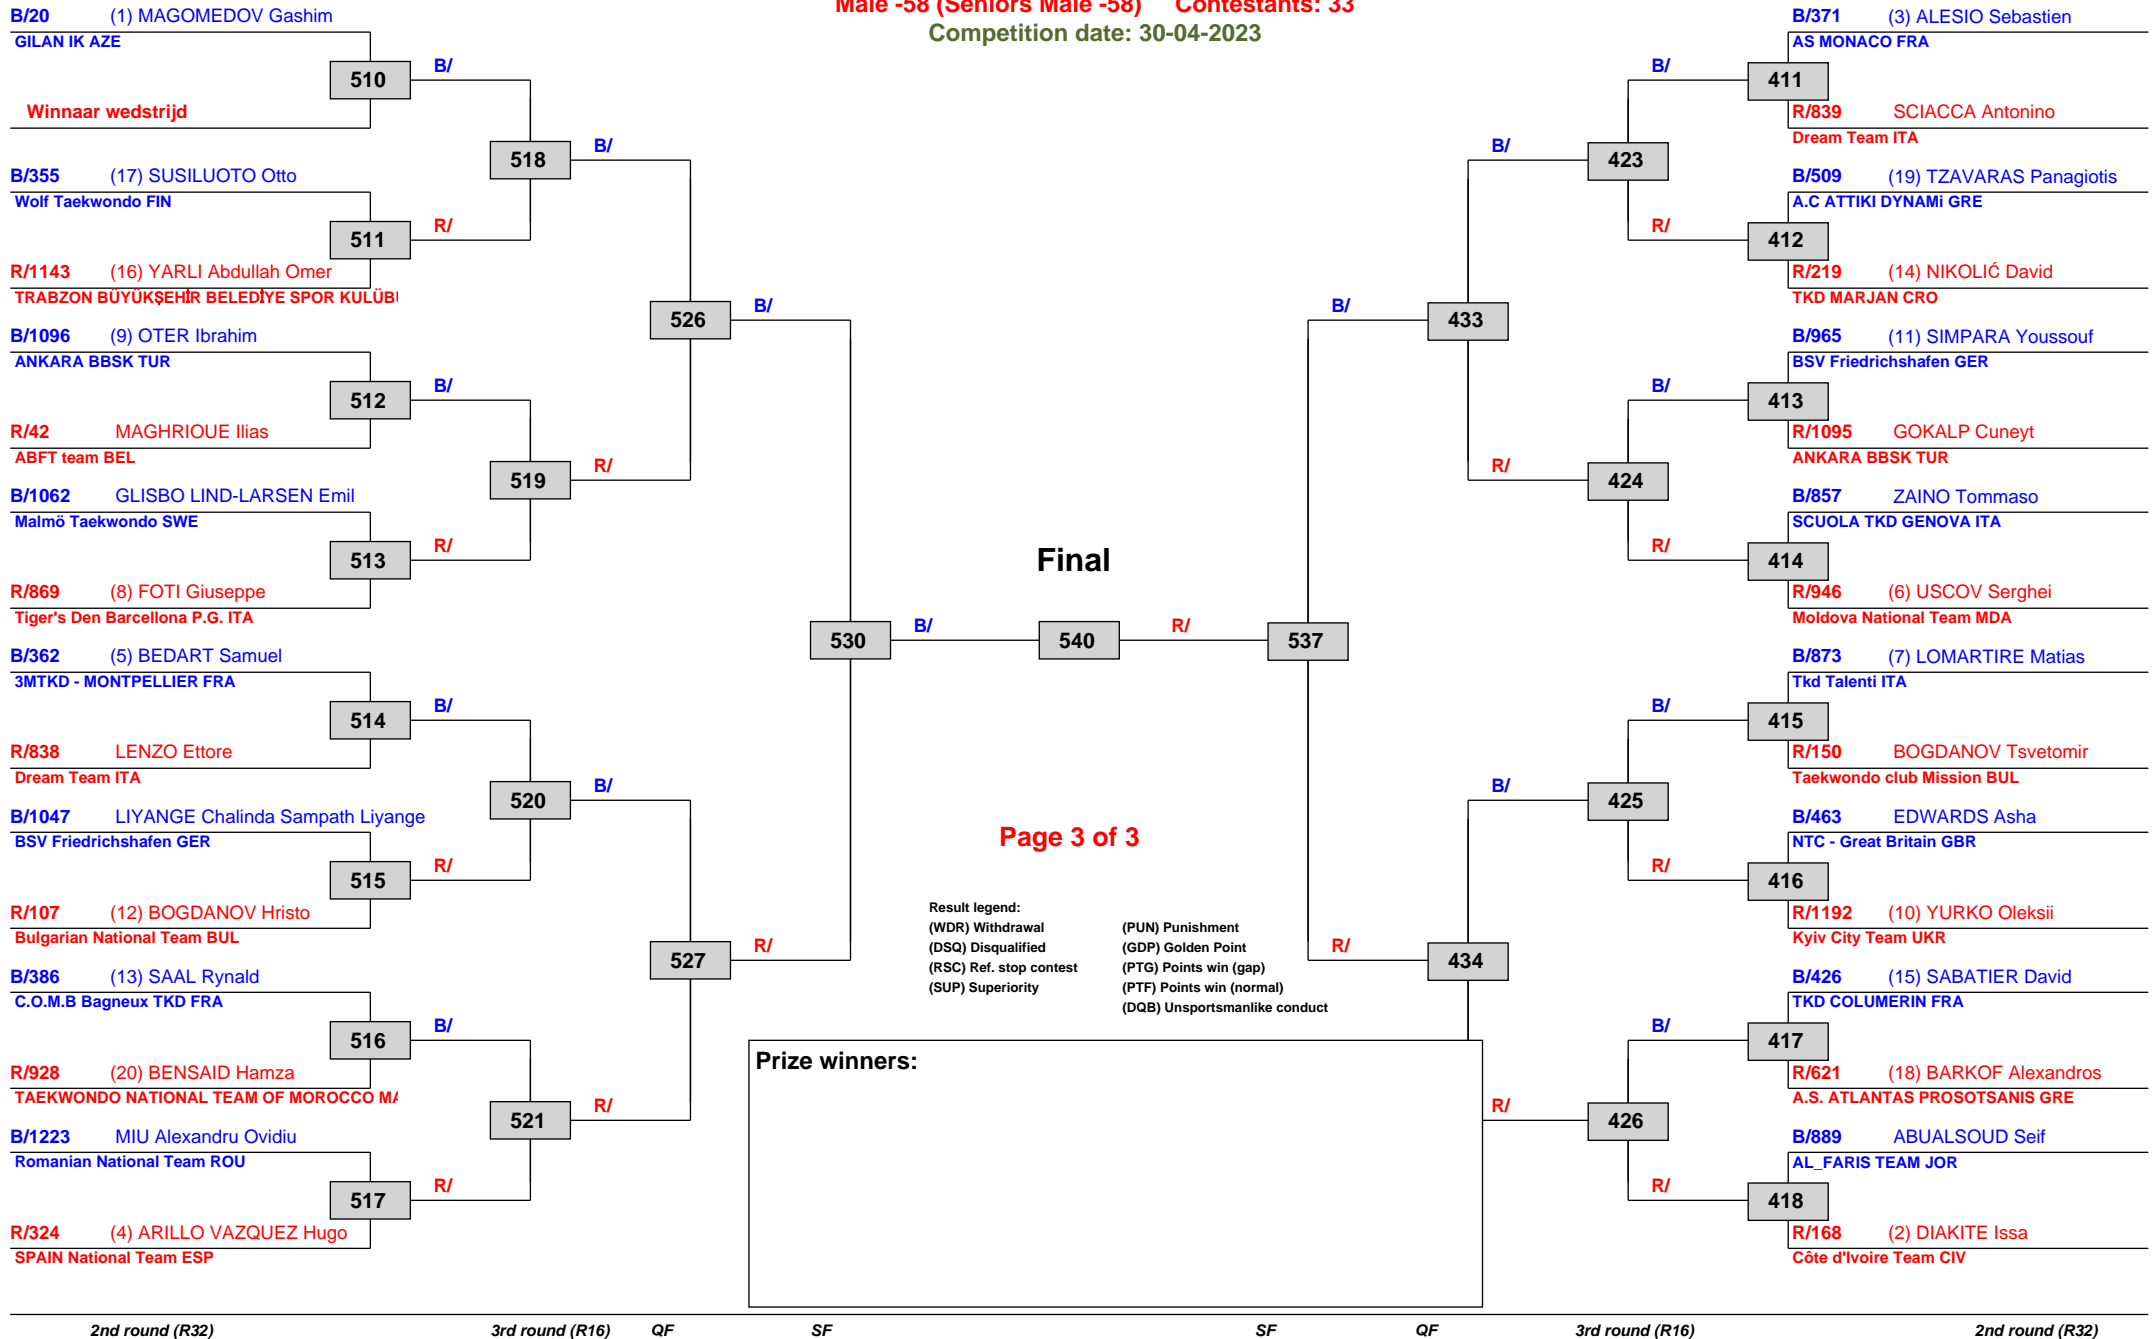 Male -58 (Seniors Male -58) Contestants: 33
Competition date: 30-04-2023
B/20 (1) MAGOMEDOV Gashim
GILAN IK AZE
510
B/
Winnaar wedstrijd
518
B/
B/355 (17) SUSILUOTO Otto
Wolf Taekwondo FIN
511
R/
R/1143 (16) YARLI Abdullah Omer
TRABZON BÜYÜKŞEHİR BELEDİYE SPOR KULÜB
526
B/
B/1096 (9) OTER Ibrahim
ANKARA BBSK TUR
512
B/
R/42 MAGHRIOUE Ilias
ABFT team BEL
519
R/
B/1062 GLISBO LIND-LARSEN Emil
Malmö Taekwondo SWE
513
R/
R/869 (8) FOTI Giuseppe
Tiger's Den Barcellona P.G. ITA
530
B/
B/362 (5) BEDART Samuel
3MTKD - MONTPELLIER FRA
514
B/
R/838 LENZO Ettore
Dream Team ITA
520
B/
B/1047 LIYANGE Chalinda Sampath Liyange
BSV Friedrichshafen GER
515
R/
R/107 (12) BOGDANOV Hristo
Bulgarian National Team BUL
527
R/
B/386 (13) SAAL Rynald
C.O.M.B Bagneux TKD FRA
516
B/
R/928 (20) BENSAID Hamza
TAEKWONDO NATIONAL TEAM OF MOROCCO MA
521
R/
B/1223 MIU Alexandru Ovidiu
Romanian National Team ROU
517
R/
R/324 (4) ARILLO VAZQUEZ Hugo
SPAIN National Team ESP
Final
540
R/
537
Page 3 of 3
Result legend:
(WDR) Withdrawal (PUN) Punishment
(DSQ) Disqualified (GDP) Golden Point
(RSC) Ref. stop contest (PTG) Points win (gap)
(SUP) Superiority (PTF) Points win (normal)
(DQB) Unsportsmanlike conduct
Prize winners:
B/371 (3) ALESIO Sebastien
AS MONACO FRA
B/
411
R/839 SCIACCA Antonino
Dream Team ITA
B/
423
B/509 (19) TZAVARAS Panagiotis
A.C ATTIKI DYNAMi GRE
R/
412
R/219 (14) NIKOLIĆ David
TKD MARJAN CRO
B/
433
B/965 (11) SIMPARA Youssouf
BSV Friedrichshafen GER
B/
413
R/1095 GOKALP Cuneyt
ANKARA BBSK TUR
R/
424
B/857 ZAINO Tommaso
SCUOLA TKD GENOVA ITA
R/
414
R/946 (6) USCOV Serghei
Moldova National Team MDA
B/873 (7) LOMARTIRE Matias
Tkd Talenti ITA
B/
415
R/150 BOGDANOV Tsvetomir
Taekwondo club Mission BUL
B/
425
B/463 EDWARDS Asha
NTC - Great Britain GBR
R/
416
R/1192 (10) YURKO Oleksii
Kyiv City Team UKR
R/
434
B/426 (15) SABATIER David
TKD COLUMERIN FRA
B/
417
R/621 (18) BARKOF Alexandros
A.S. ATLANTAS PROSOTSANIS GRE
R/
426
B/889 ABUALSOUD Seif
AL_FARIS TEAM JOR
R/
418
R/168 (2) DIAKITE Issa
Côte d'Ivoire Team CIV
2nd round (R32) 3rd round (R16) QF SF SF QF 3rd round (R16) 2nd round (R32)